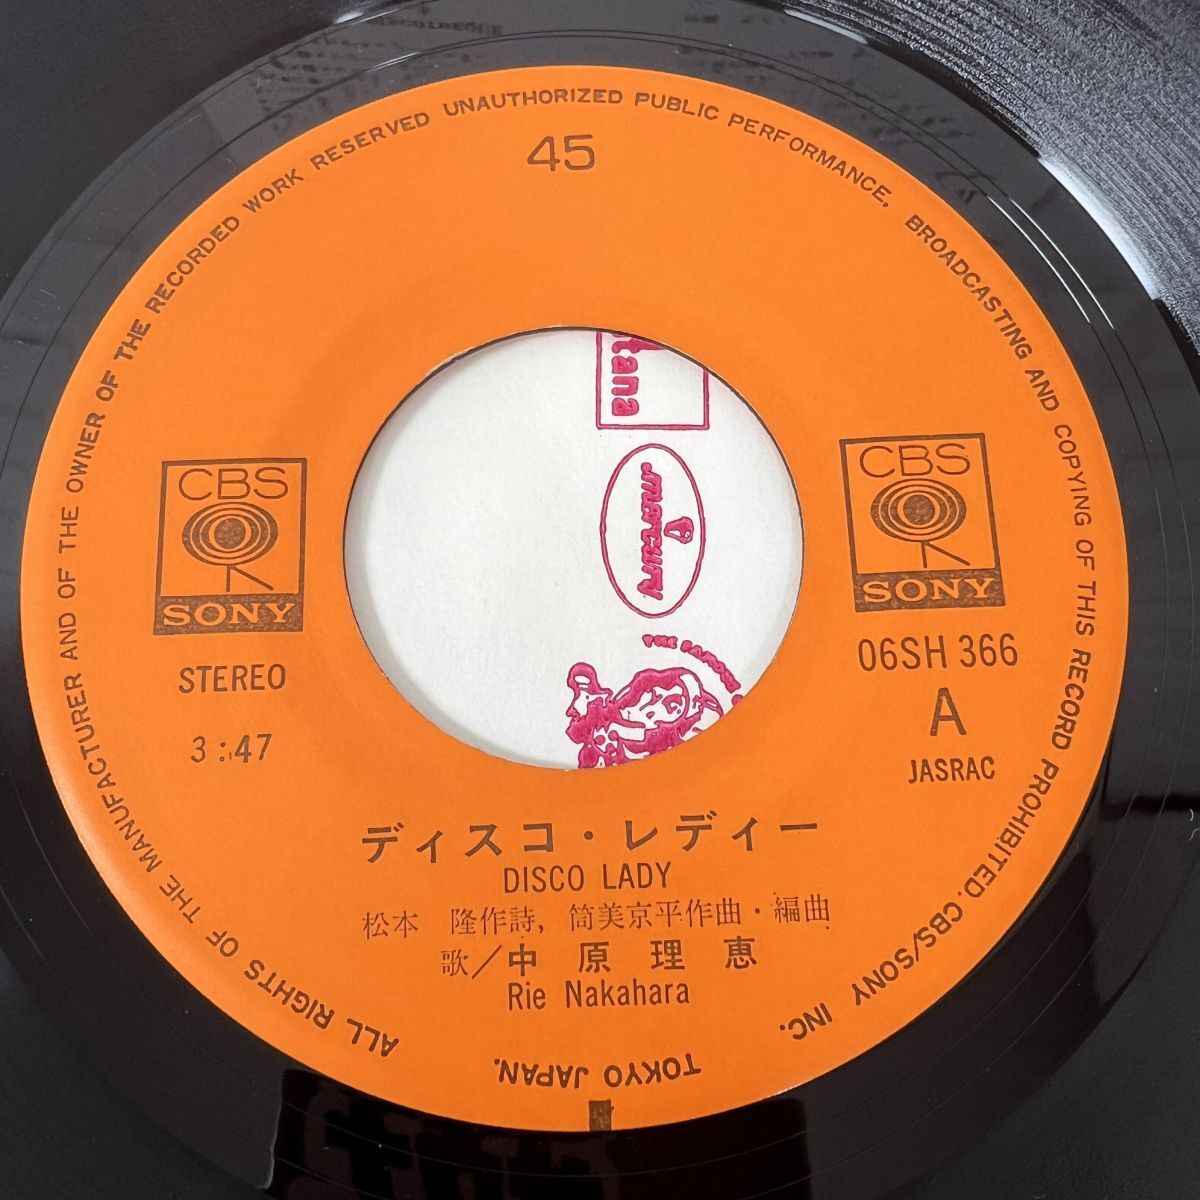 ALL RIGHTS OF THE MANUFACTURER AND OF THE OWNER OF THE RECORDED WORK RESERVED UNAUTHORIZED PUBLIC PERFORMANCE, BROADCASTING AND COPYING OF THIS RECORD PROHIBITED. CBS/SONY INC. TOKYO JAPAN.
45
CBS
SONY
STEREO
3:47
CBS
SONY
06SH 366
A
JASRAC
ntana
mercury
THE FAMOU
ディスコ・レディー
DISCO LADY
松本 隆作詩, 筒美京平作曲・編曲
歌／中原理恵
Rie Nakahara